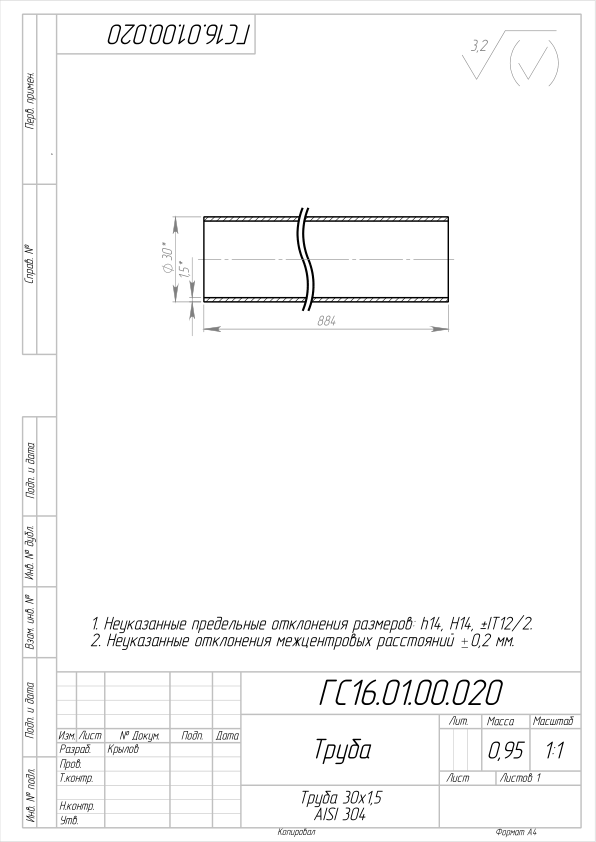 ГС16.01.00.020
3,2
Перв. примен.
Справ. №
Подп. и дата
Инв. № дубл.
Взам. инв. №
Подп. и дата
Инв. № подл.
⌀ 30*
1,5*
884
1. Неуказанные предельные отклонения размеров: h14, H14, ±IT12/2.
2. Неуказанные отклонения межцентровых расстояний ±0,2 мм.
ГС16.01.00.020
Изм. Лист № Докум. Подп. Дата
Разраб. Крылов
Пров.
Т.контр.
Н.контр.
Утв.
Труба
Лит. Масса Масштаб
0,95 1:1
Лист Листов 1
Труба 30х1,5
AISI 304
Копировал Формат А4